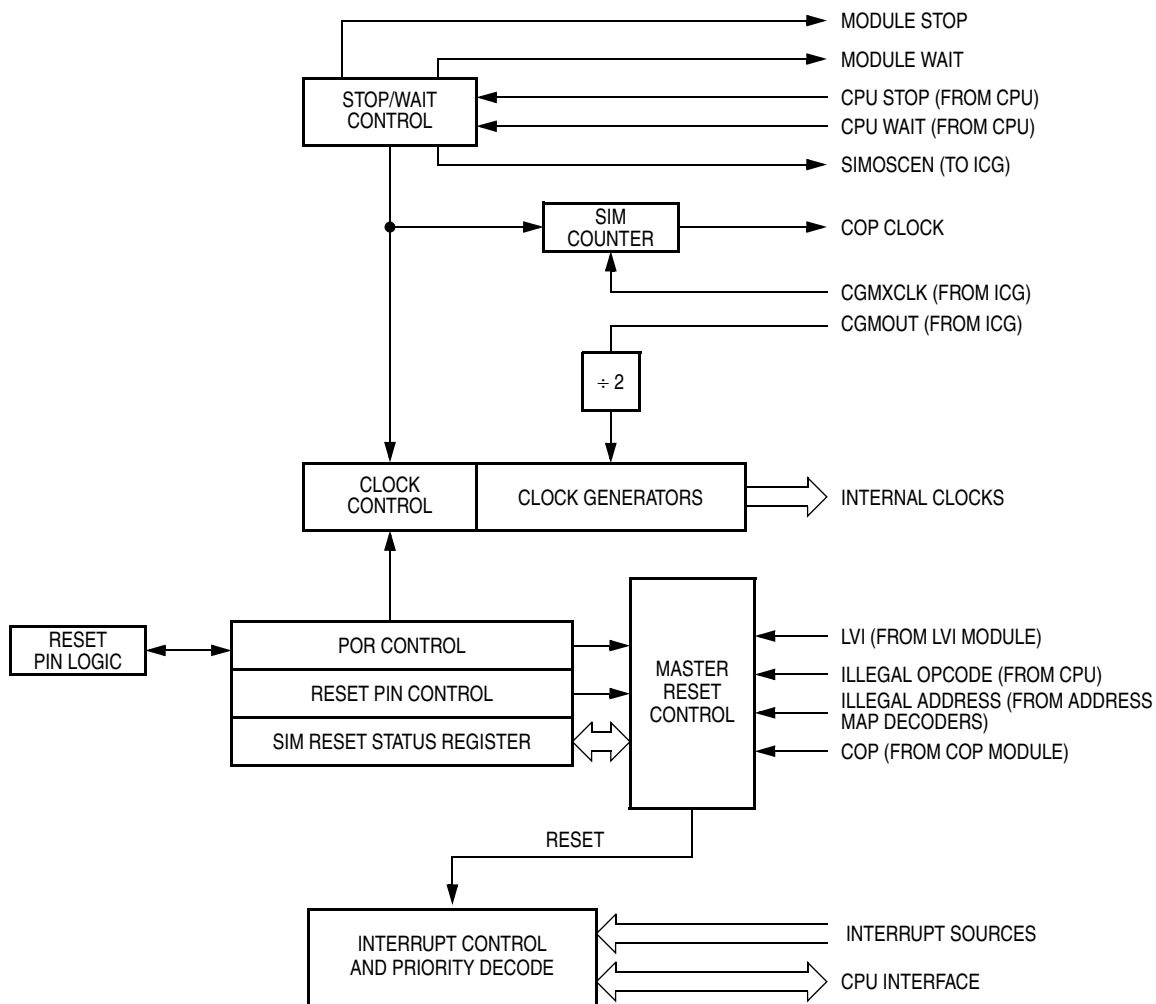 MODULE STOP
MODULE WAIT
STOP/WAIT
CONTROL
CPU STOP (FROM CPU)
CPU WAIT (FROM CPU)
SIMOSCEN (TO ICG)
SIM
COUNTER
COP CLOCK
CGMXCLK (FROM ICG)
CGMOUT (FROM ICG)
÷ 2
CLOCK
CONTROL
CLOCK GENERATORS
INTERNAL CLOCKS
RESET
PIN LOGIC
POR CONTROL
RESET PIN CONTROL
SIM RESET STATUS REGISTER
MASTER
RESET
CONTROL
LVI (FROM LVI MODULE)
ILLEGAL OPCODE (FROM CPU)
ILLEGAL ADDRESS (FROM ADDRESS
MAP DECODERS)
COP (FROM COP MODULE)
RESET
INTERRUPT CONTROL
AND PRIORITY DECODE
INTERRUPT SOURCES
CPU INTERFACE